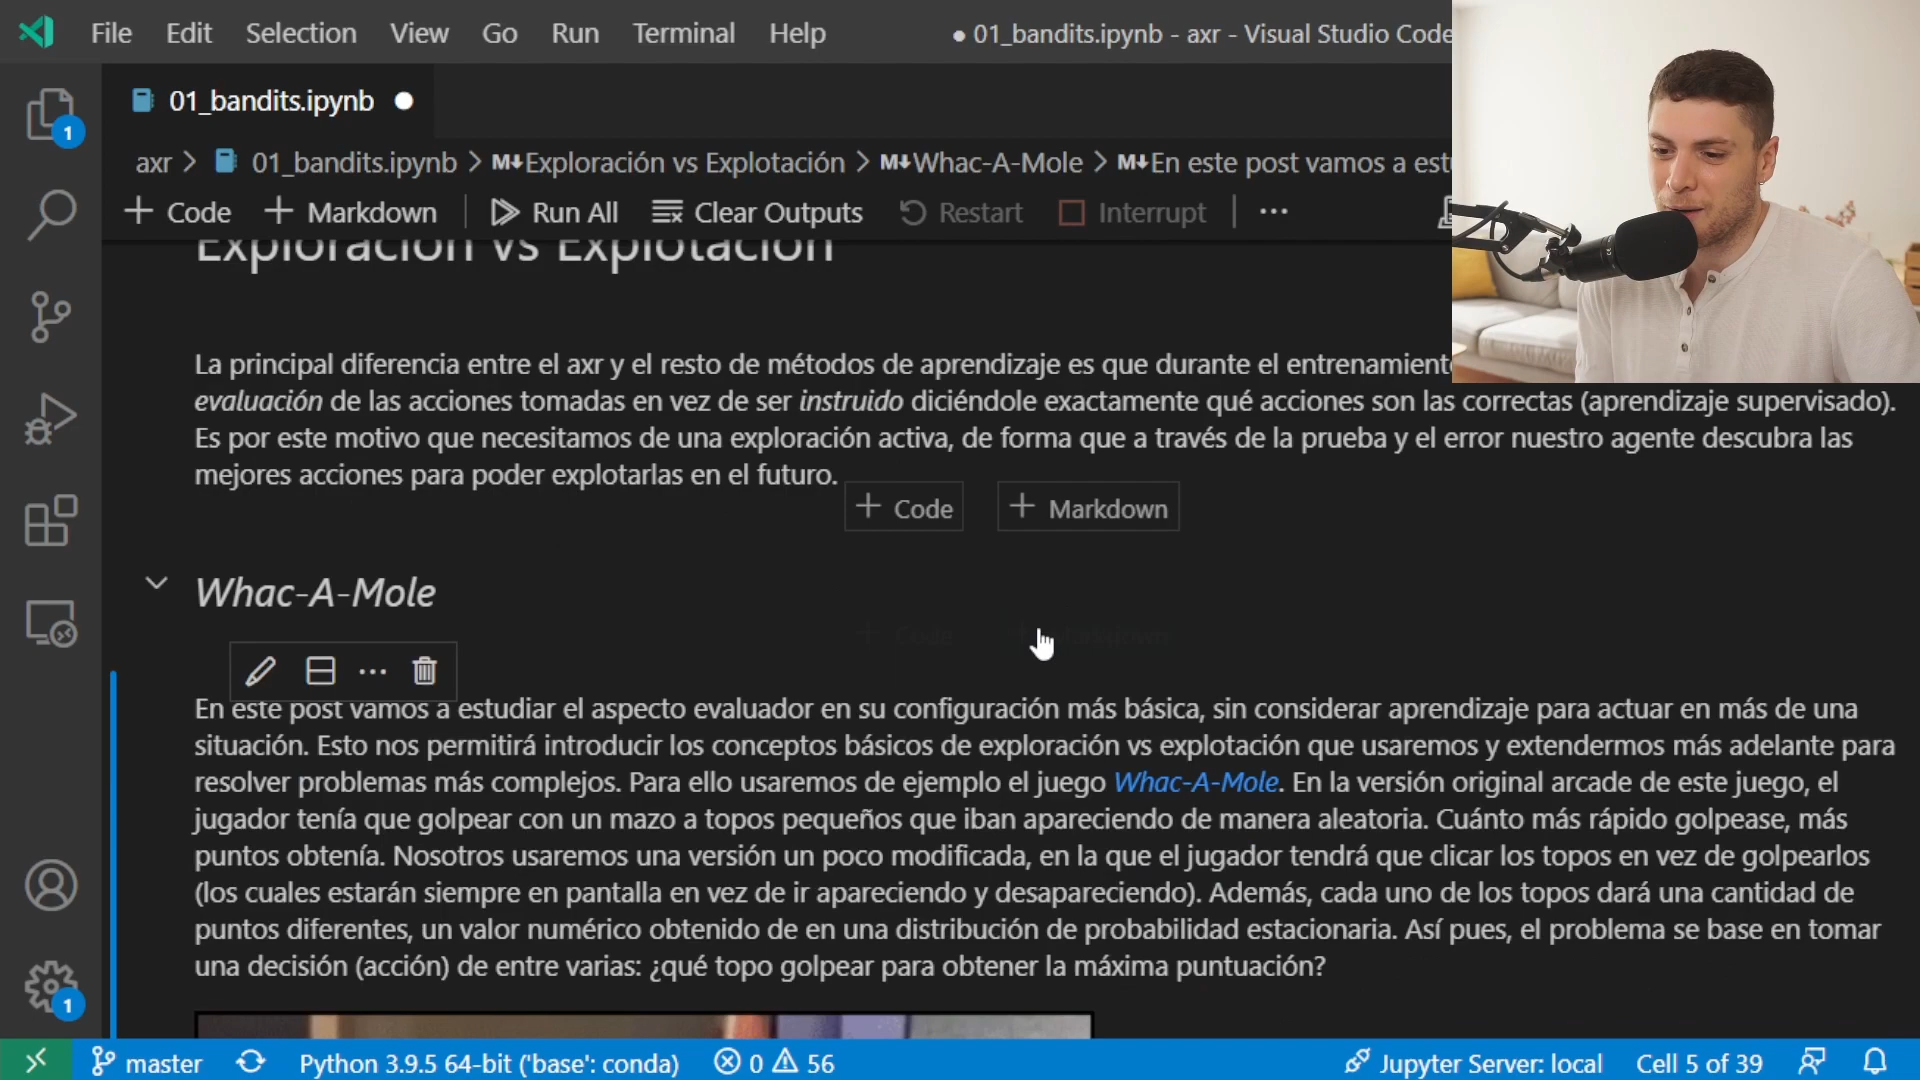 File Edit Selection View Go Run Terminal Help ● 01_bandits.ipynb - axr - Visual Studio Code
01_bandits.ipynb ●
axr > 01_bandits.ipynb > M↓Exploración vs Explotación > M↓Whac-A-Mole > M↓En este post vamos a est
+ Code + Markdown Run All Clear Outputs Restart Interrupt ...
Exploración vs Explotación
La principal diferencia entre el axr y el resto de métodos de aprendizaje es que durante el entrenamient
evaluación de las acciones tomadas en vez de ser instruido diciéndole exactamente qué acciones son las correctas (aprendizaje supervisado).
Es por este motivo que necesitamos de una exploración activa, de forma que a través de la prueba y el error nuestro agente descubra las
mejores acciones para poder explotarlas en el futuro.
+ Code + Markdown
Whac-A-Mole
+ Code
En este post vamos a estudiar el aspecto evaluador en su configuración más básica, sin considerar aprendizaje para actuar en más de una
situación. Esto nos permitirá introducir los conceptos básicos de exploración vs explotación que usaremos y extendermos más adelante para
resolver problemas más complejos. Para ello usaremos de ejemplo el juego Whac-A-Mole. En la versión original arcade de este juego, el
jugador tenía que golpear con un mazo a topos pequeños que iban apareciendo de manera aleatoria. Cuánto más rápido golpease, más
puntos obtenía. Nosotros usaremos una versión un poco modificada, en la que el jugador tendrá que clicar los topos en vez de golpearlos
(los cuales estarán siempre en pantalla en vez de ir apareciendo y desapareciendo). Además, cada uno de los topos dará una cantidad de
puntos diferentes, un valor numérico obtenido de en una distribución de probabilidad estacionaria. Así pues, el problema se base en tomar
una decisión (acción) de entre varias: ¿qué topo golpear para obtener la máxima puntuación?
1
1
master Python 3.9.5 64-bit ('base': conda) 0 56 Jupyter Server: local Cell 5 of 39